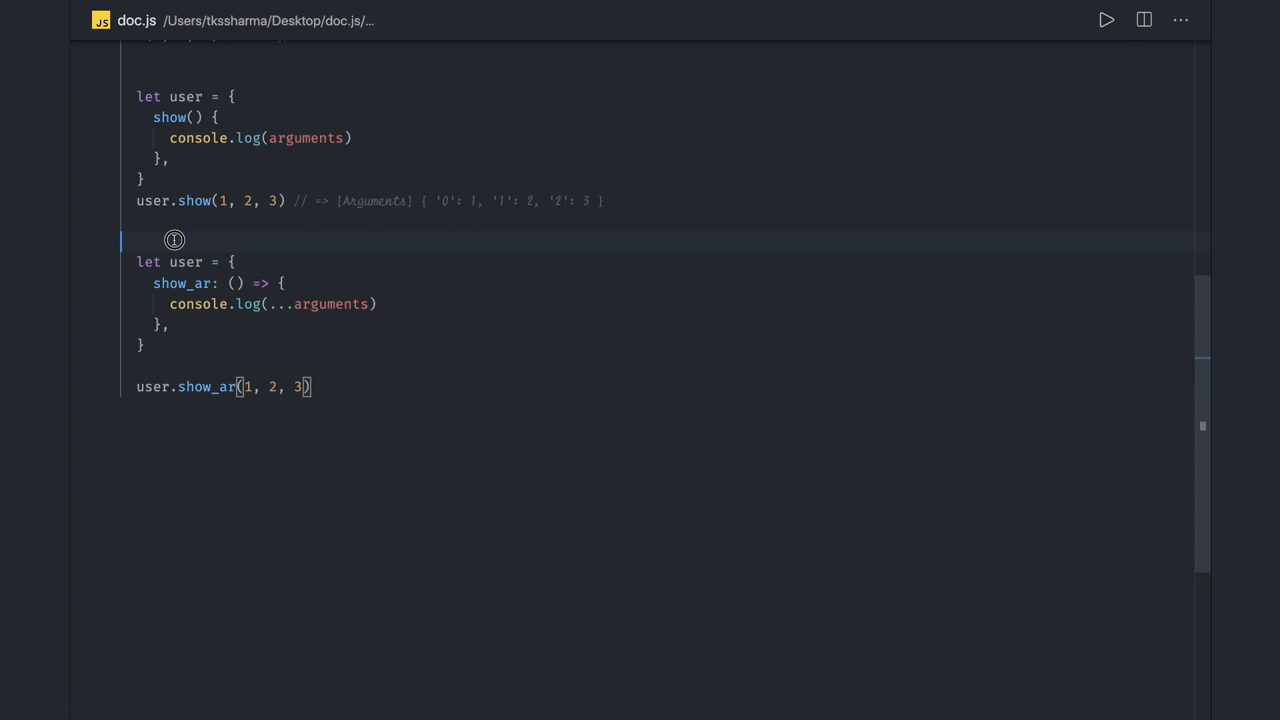 JS doc.js /Users/tkssharma/Desktop/doc.js/... ...
let user = {
show() {
console.log(arguments)
},
}
user.show(1, 2, 3) // => [Arguments] { '0': 1, '1': 2, '2': 3 }
let user = {
show_ar: () => {
console.log(...arguments)
},
}
user.show_ar(1, 2, 3)